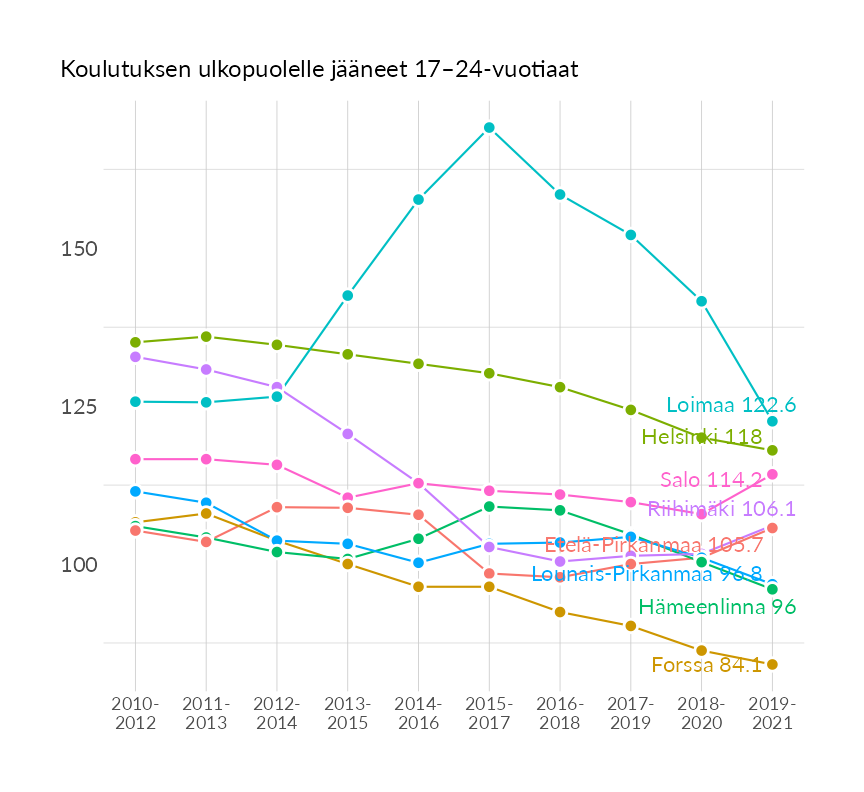 Koulutuksen ulkopuolelle jääneet 17–24-vuotiaat
150
125
100
Loimaa 122.6
Helsinki 118
Salo 114.2
Riihimäki 106.1
Etelä-Pirkanmaa 105.7
Lounais-Pirkanmaa 96.8
Hämeenlinna 96
Forssa 84.1
2010-
2012
2011-
2013
2012-
2014
2013-
2015
2014-
2016
2015-
2017
2016-
2018
2017-
2019
2018-
2020
2019-
2021